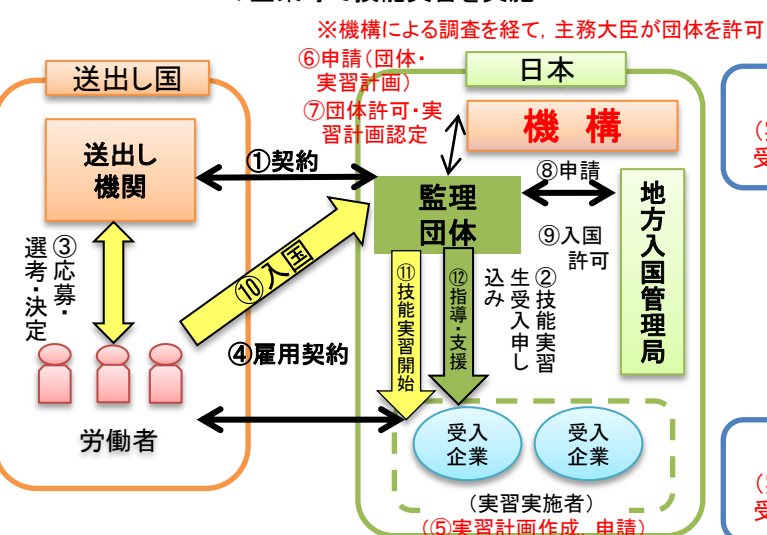 ※機構による調査を経て，主務大臣が団体を許可
⑥申請（団体・
実習計画）
⑦団体許可・実
習計画認定
送出し国
日本
送出し
機関
機　構
①契約
監理
団体
⑧申請
⑨入国
許可
地方入国管理局
③応募・
選考・決定
⑩入国
⑪技能実習開始
⑫指導・支援
②技能実習
生受入申し
込み
④雇用契約
労働者
受入
企業
受入
企業
（実習実施者）
（⑤実習計画作成，申請）